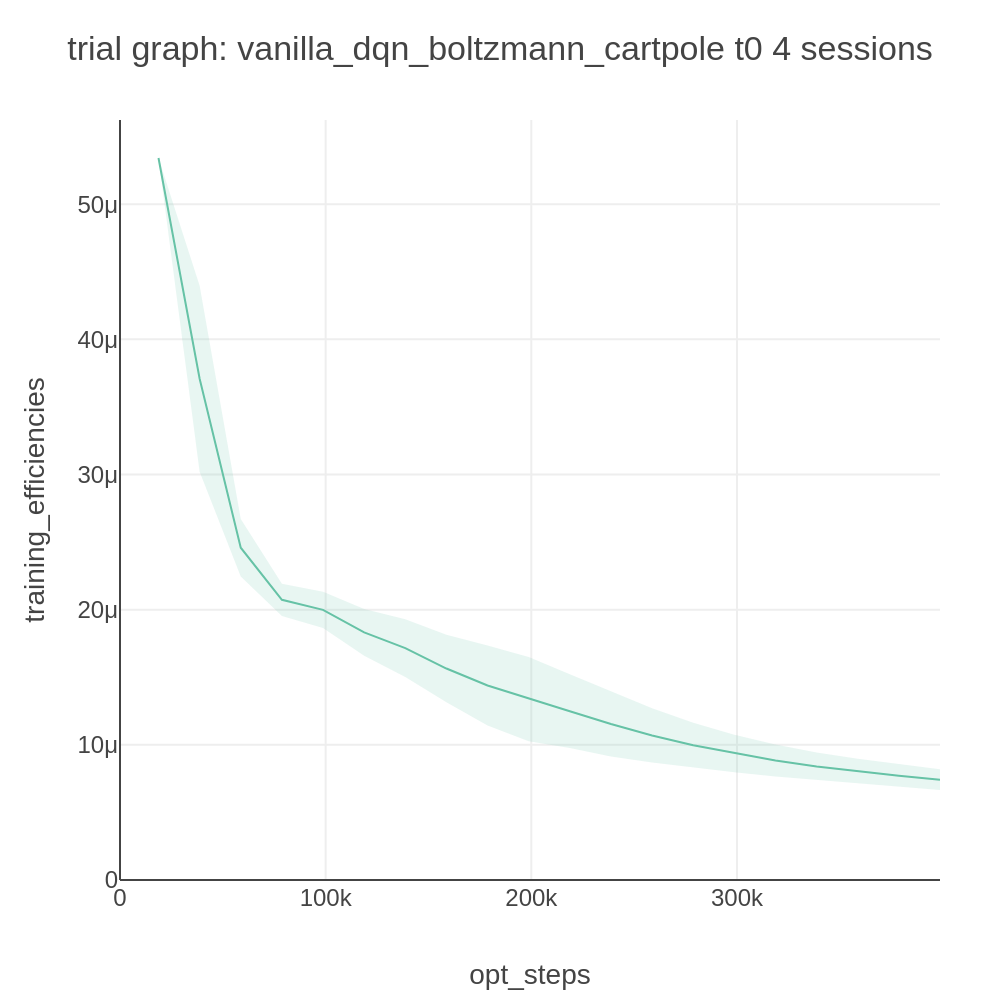 trial graph: vanilla_dqn_boltzmann_cartpole t0 4 sessions
training_efficiencies
50μ
40μ
30μ
20μ
10μ
0
0 100k 200k 300k
opt_steps